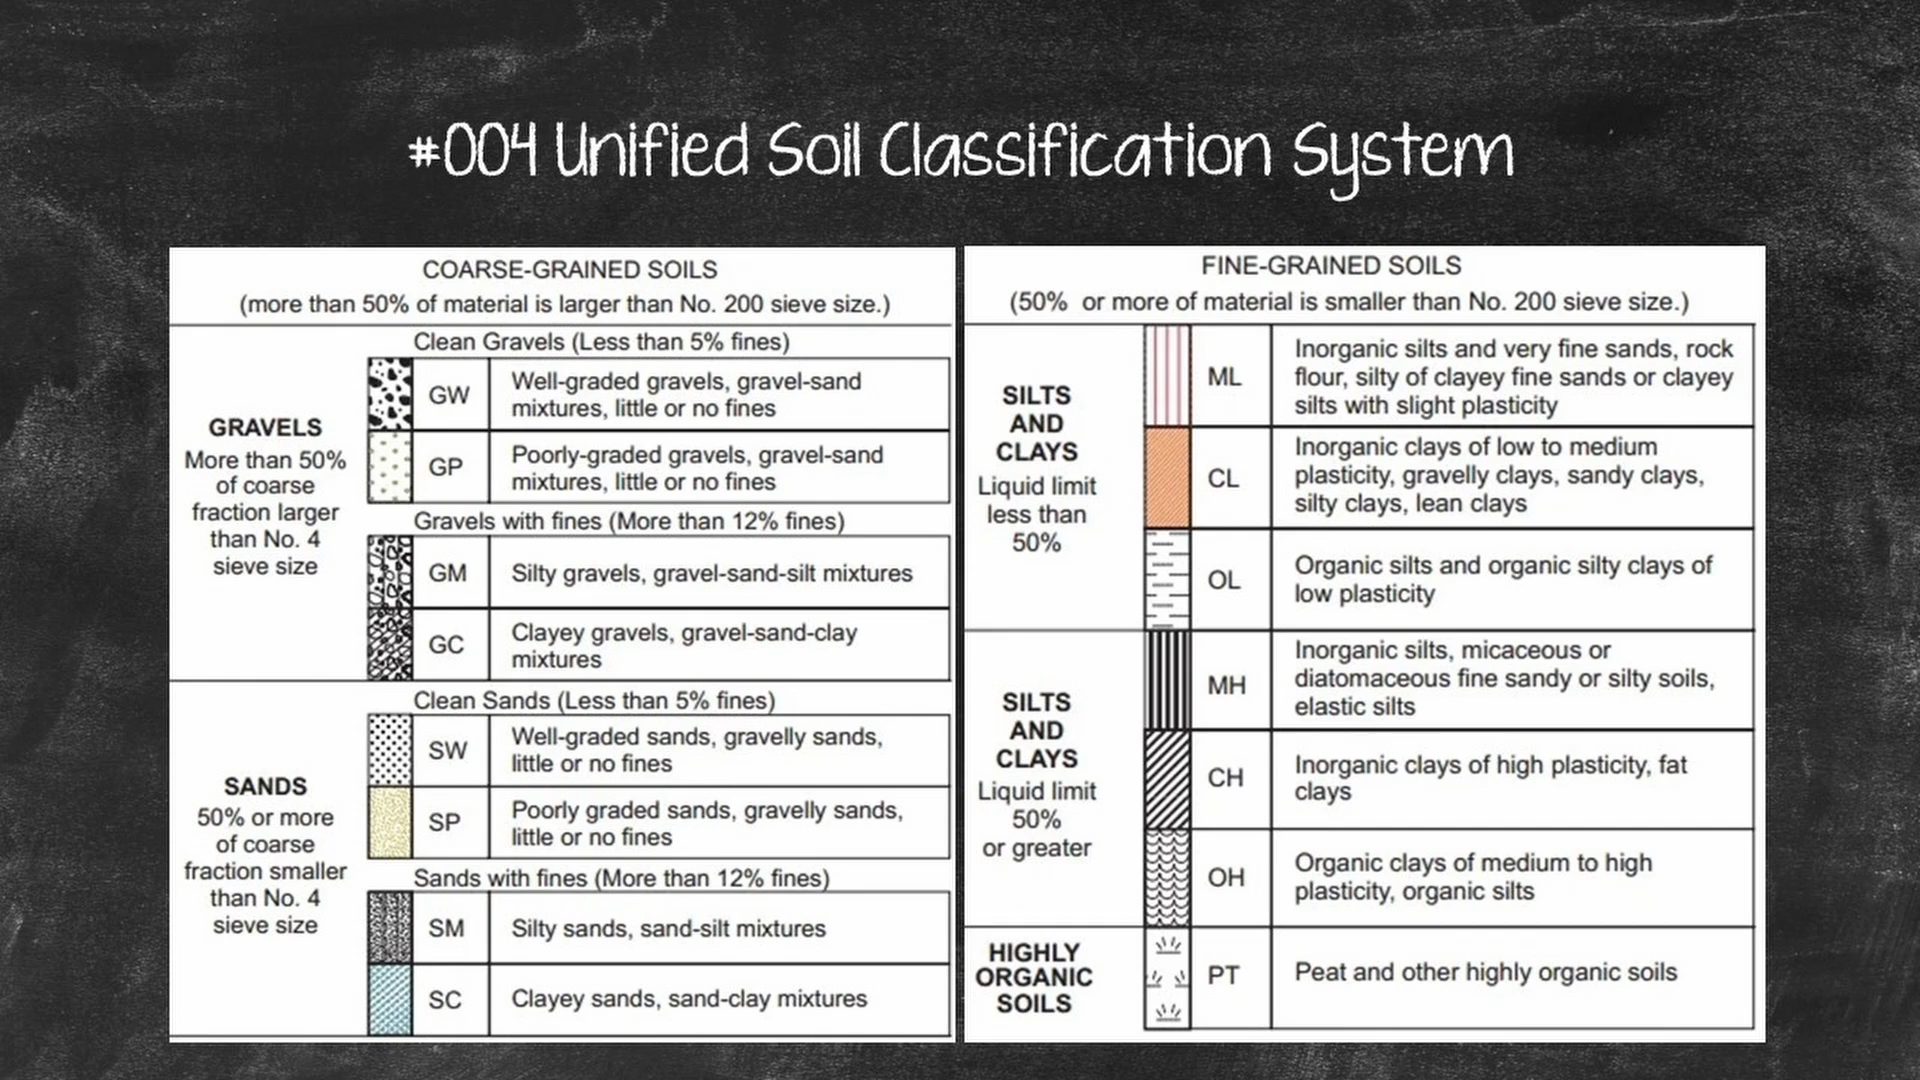 #004 Unified Soil Classification System
COARSE-GRAINED SOILS
(more than 50% of material is larger than No. 200 sieve size.)
GRAVELS
More than 50%
of coarse
fraction larger
than No. 4
sieve size
Clean Gravels (Less than 5% fines)
GW
Well-graded gravels, gravel-sand
mixtures, little or no fines
GP
Poorly-graded gravels, gravel-sand
mixtures, little or no fines
Gravels with fines (More than 12% fines)
GM
Silty gravels, gravel-sand-silt mixtures
GC
Clayey gravels, gravel-sand-clay
mixtures
SANDS
50% or more
of coarse
fraction smaller
than No. 4
sieve size
Clean Sands (Less than 5% fines)
SW
Well-graded sands, gravelly sands,
little or no fines
SP
Poorly graded sands, gravelly sands,
little or no fines
Sands with fines (More than 12% fines)
SM
Silty sands, sand-silt mixtures
SC
Clayey sands, sand-clay mixtures
FINE-GRAINED SOILS
(50% or more of material is smaller than No. 200 sieve size.)
SILTS
AND
CLAYS
Liquid limit
less than
50%
ML
Inorganic silts and very fine sands, rock
flour, silty of clayey fine sands or clayey
silts with slight plasticity
CL
Inorganic clays of low to medium
plasticity, gravelly clays, sandy clays,
silty clays, lean clays
OL
Organic silts and organic silty clays of
low plasticity
SILTS
AND
CLAYS
Liquid limit
50%
or greater
MH
Inorganic silts, micaceous or
diatomaceous fine sandy or silty soils,
elastic silts
CH
Inorganic clays of high plasticity, fat
clays
OH
Organic clays of medium to high
plasticity, organic silts
HIGHLY
ORGANIC
SOILS
PT
Peat and other highly organic soils